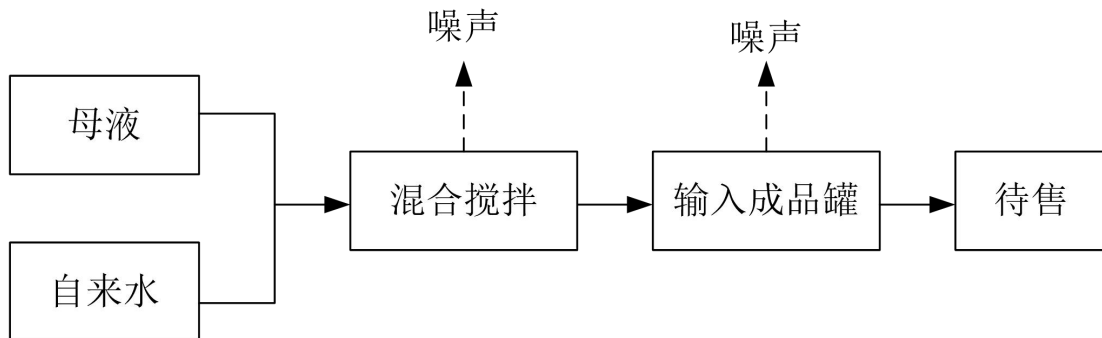 噪声
噪声
母液
混合搅拌
输入成品罐
待售
自来水